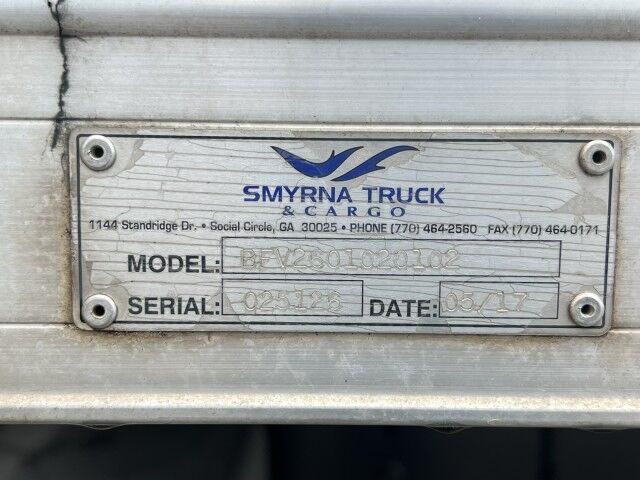 SMYRNA TRUCK
& CARGO
1144 Standridge Dr. • Social Circle, GA 30025 • PHONE (770) 464-2560 FAX (770) 464-0171
MODEL: BFV2601020102
SERIAL: 025126 DATE: 05/17